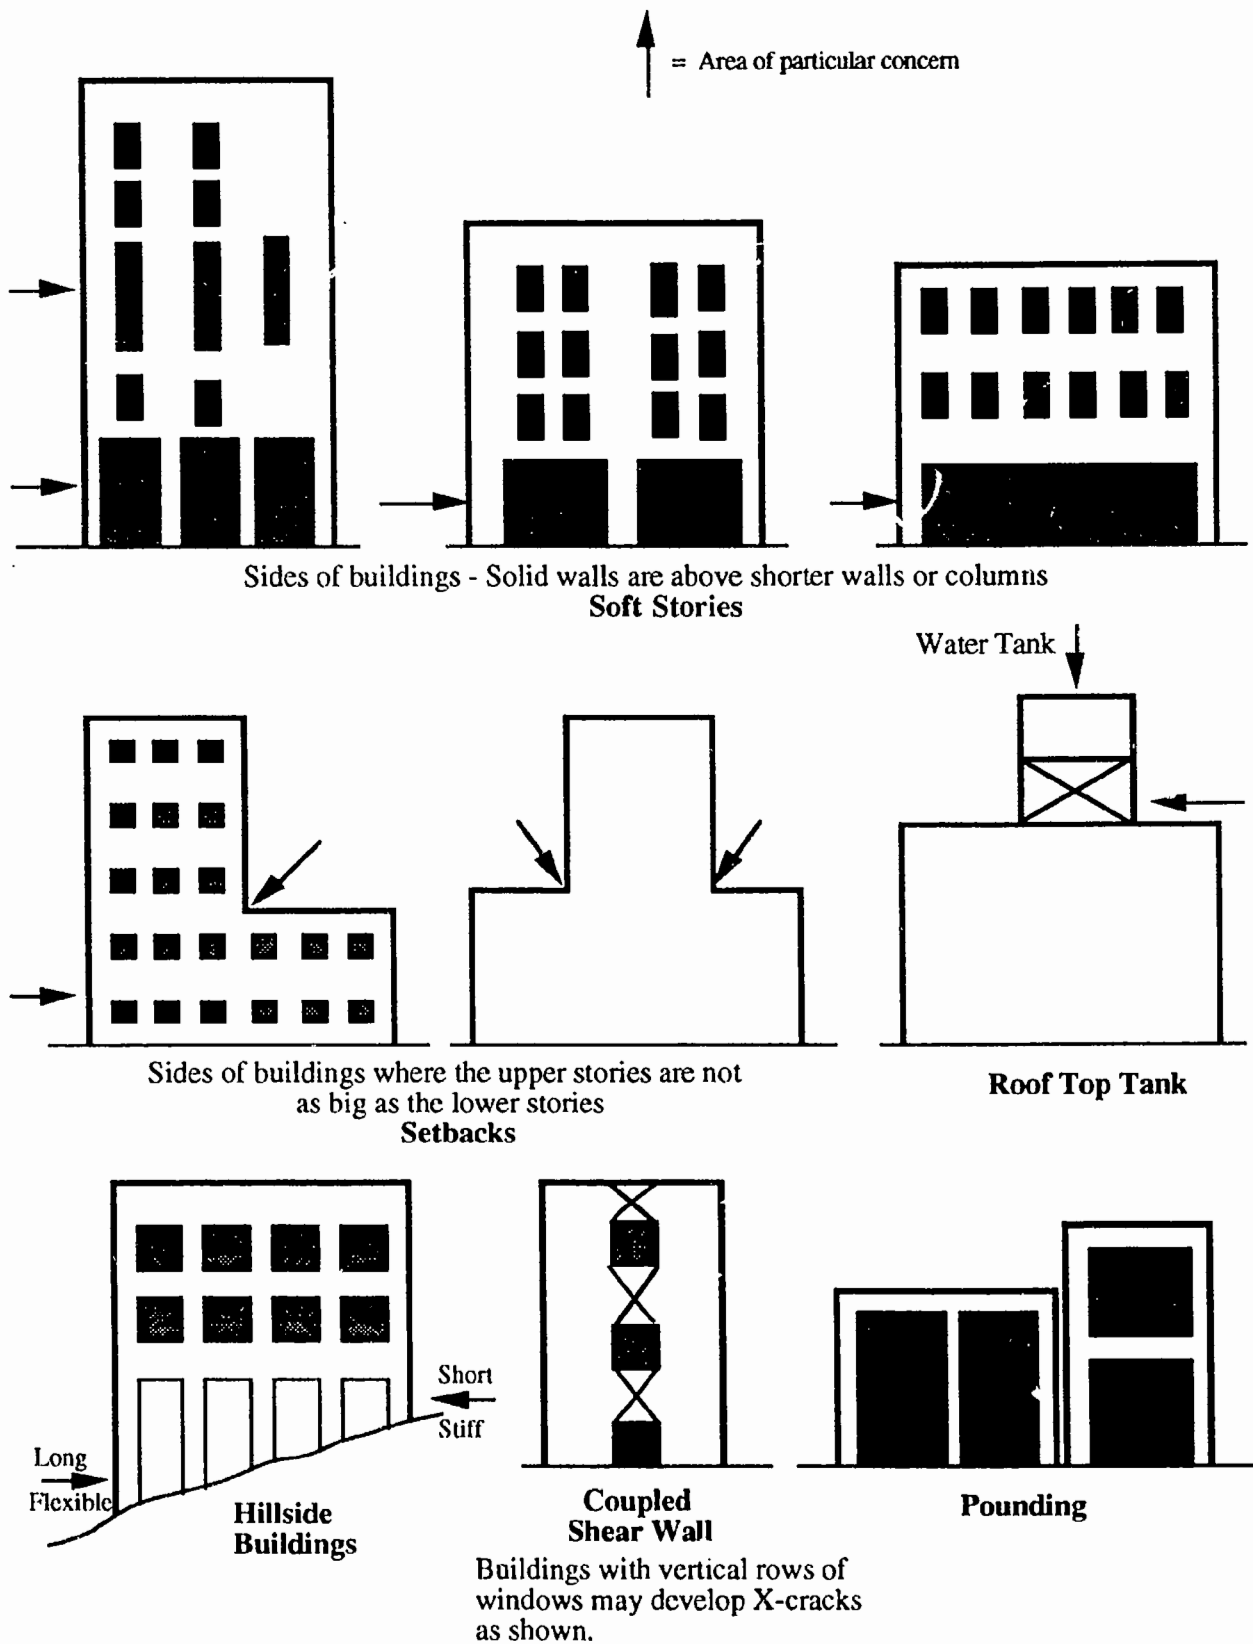 = Area of particular concern
Sides of buildings - Solid walls are above shorter walls or columns
Soft Stories
Water Tank
Sides of buildings where the upper stories are not
as big as the lower stories
Setbacks
Roof Top Tank
Short
Stiff
Long
Flexible
Hillside
Buildings
Coupled
Shear Wall
Buildings with vertical rows of
windows may develop X-cracks
as shown.
Pounding